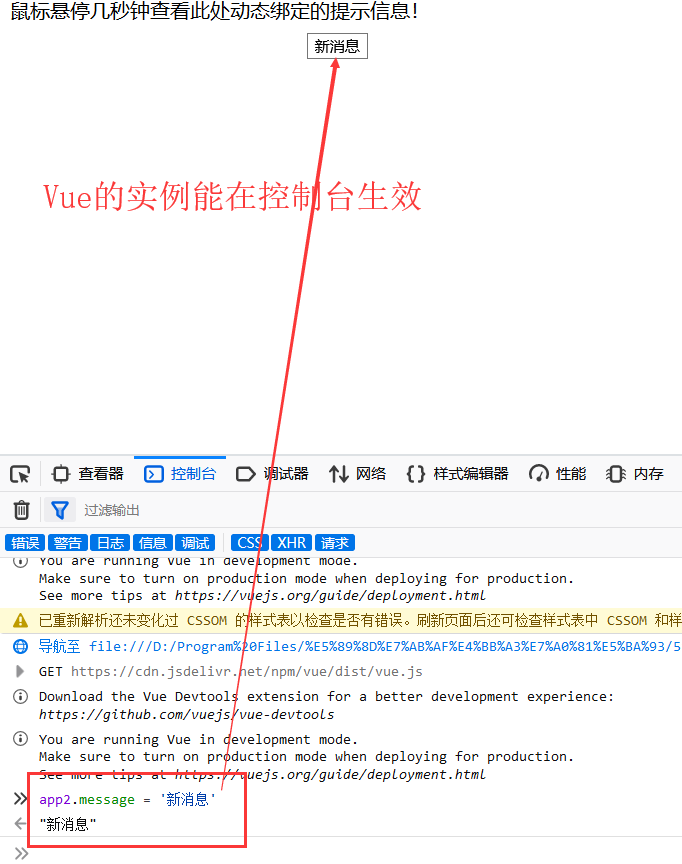 鼠标悬停几秒钟查看此处动态绑定的提示信息！
新消息
Vue的实例能在控制台生效
查看器 控制台 调试器 网络 样式编辑器 性能 内存
过滤输出
错误 警告 日志 信息 调试 CSS XHR 请求
You are running Vue in development mode.
Make sure to turn on production mode when deploying for production.
See more tips at https://vuejs.org/guide/deployment.html
已重新解析还未变化过 CSSOM 的样式表以检查是否有错误。刷新页面后还可检查样式表中 CSSOM 和样
导航至 file:///D:/Program%20Files/%E5%89%8D%E7%AB%AF%E4%BB%A3%E7%A0%81%E5%BA%93/5
GET https://cdn.jsdelivr.net/npm/vue/dist/vue.js
Download the Vue Devtools extension for a better development experience:
https://github.com/vuejs/vue-devtools
You are running Vue in development mode.
Make sure to turn on production mode when deploying for production.
See more tips at https://vuejs.org/guide/deployment.html
app2.message = '新消息'
"新消息"